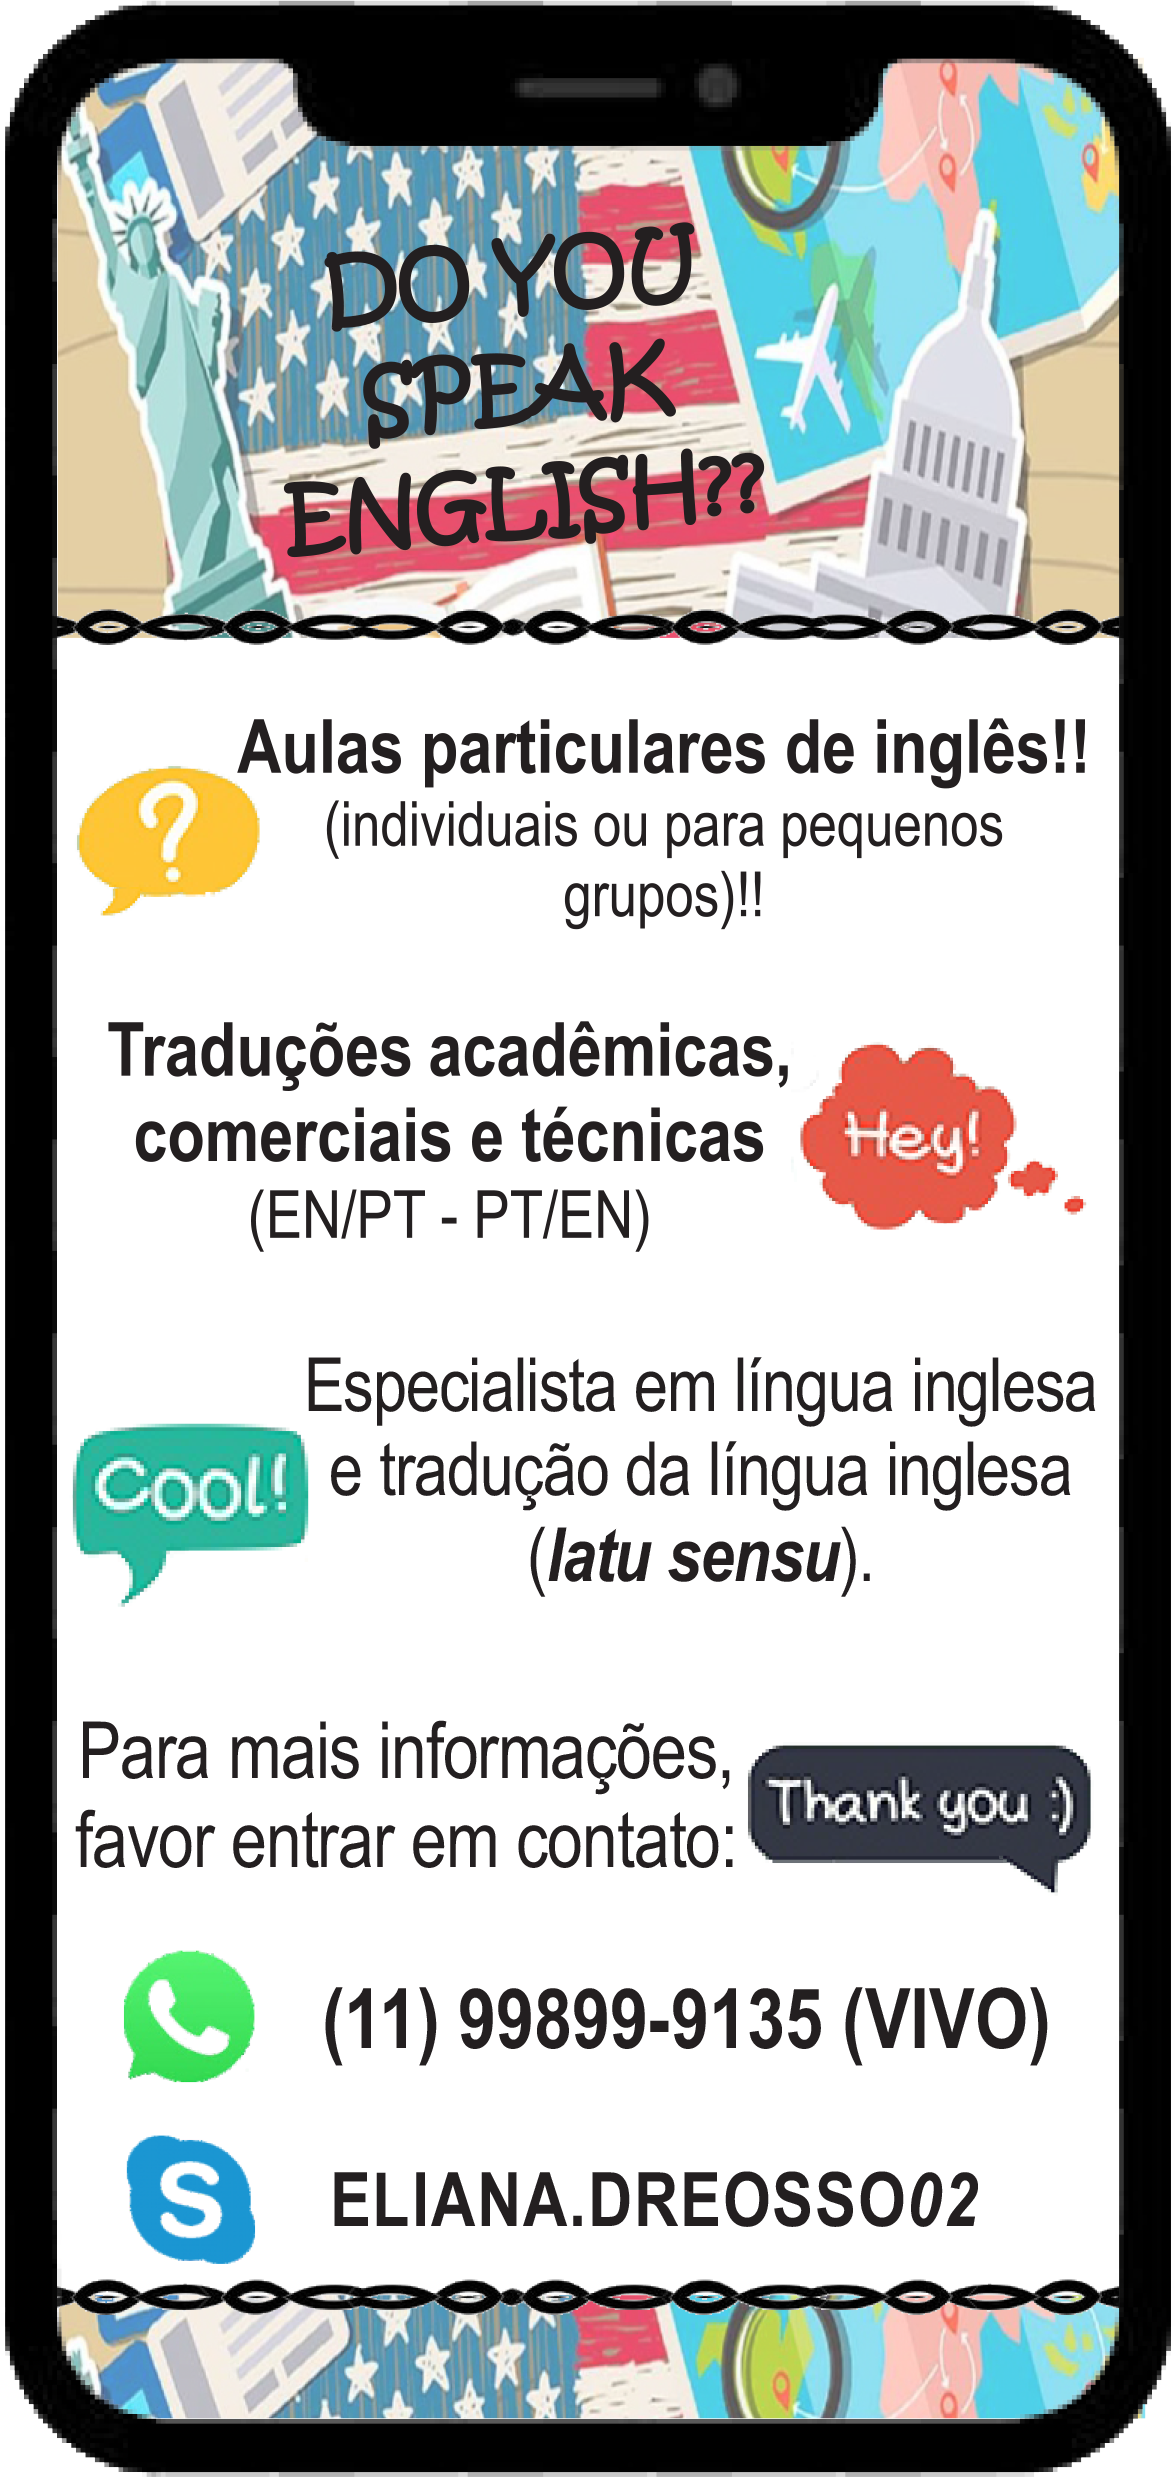 DO YOU
SPEAK
ENGLISH??
Aulas particulares de inglês!!
?
(individuais ou para pequenos
grupos)!!
Traduções acadêmicas,
comerciais e técnicas
Hey!
(EN/PT - PT/EN)
Especialista em língua inglesa
Cool!
e tradução da língua inglesa
(latu sensu).
Para mais informações,
Thank you :)
favor entrar em contato:
(11) 99899-9135 (VIVO)
S
ELIANA.DREOSSO02